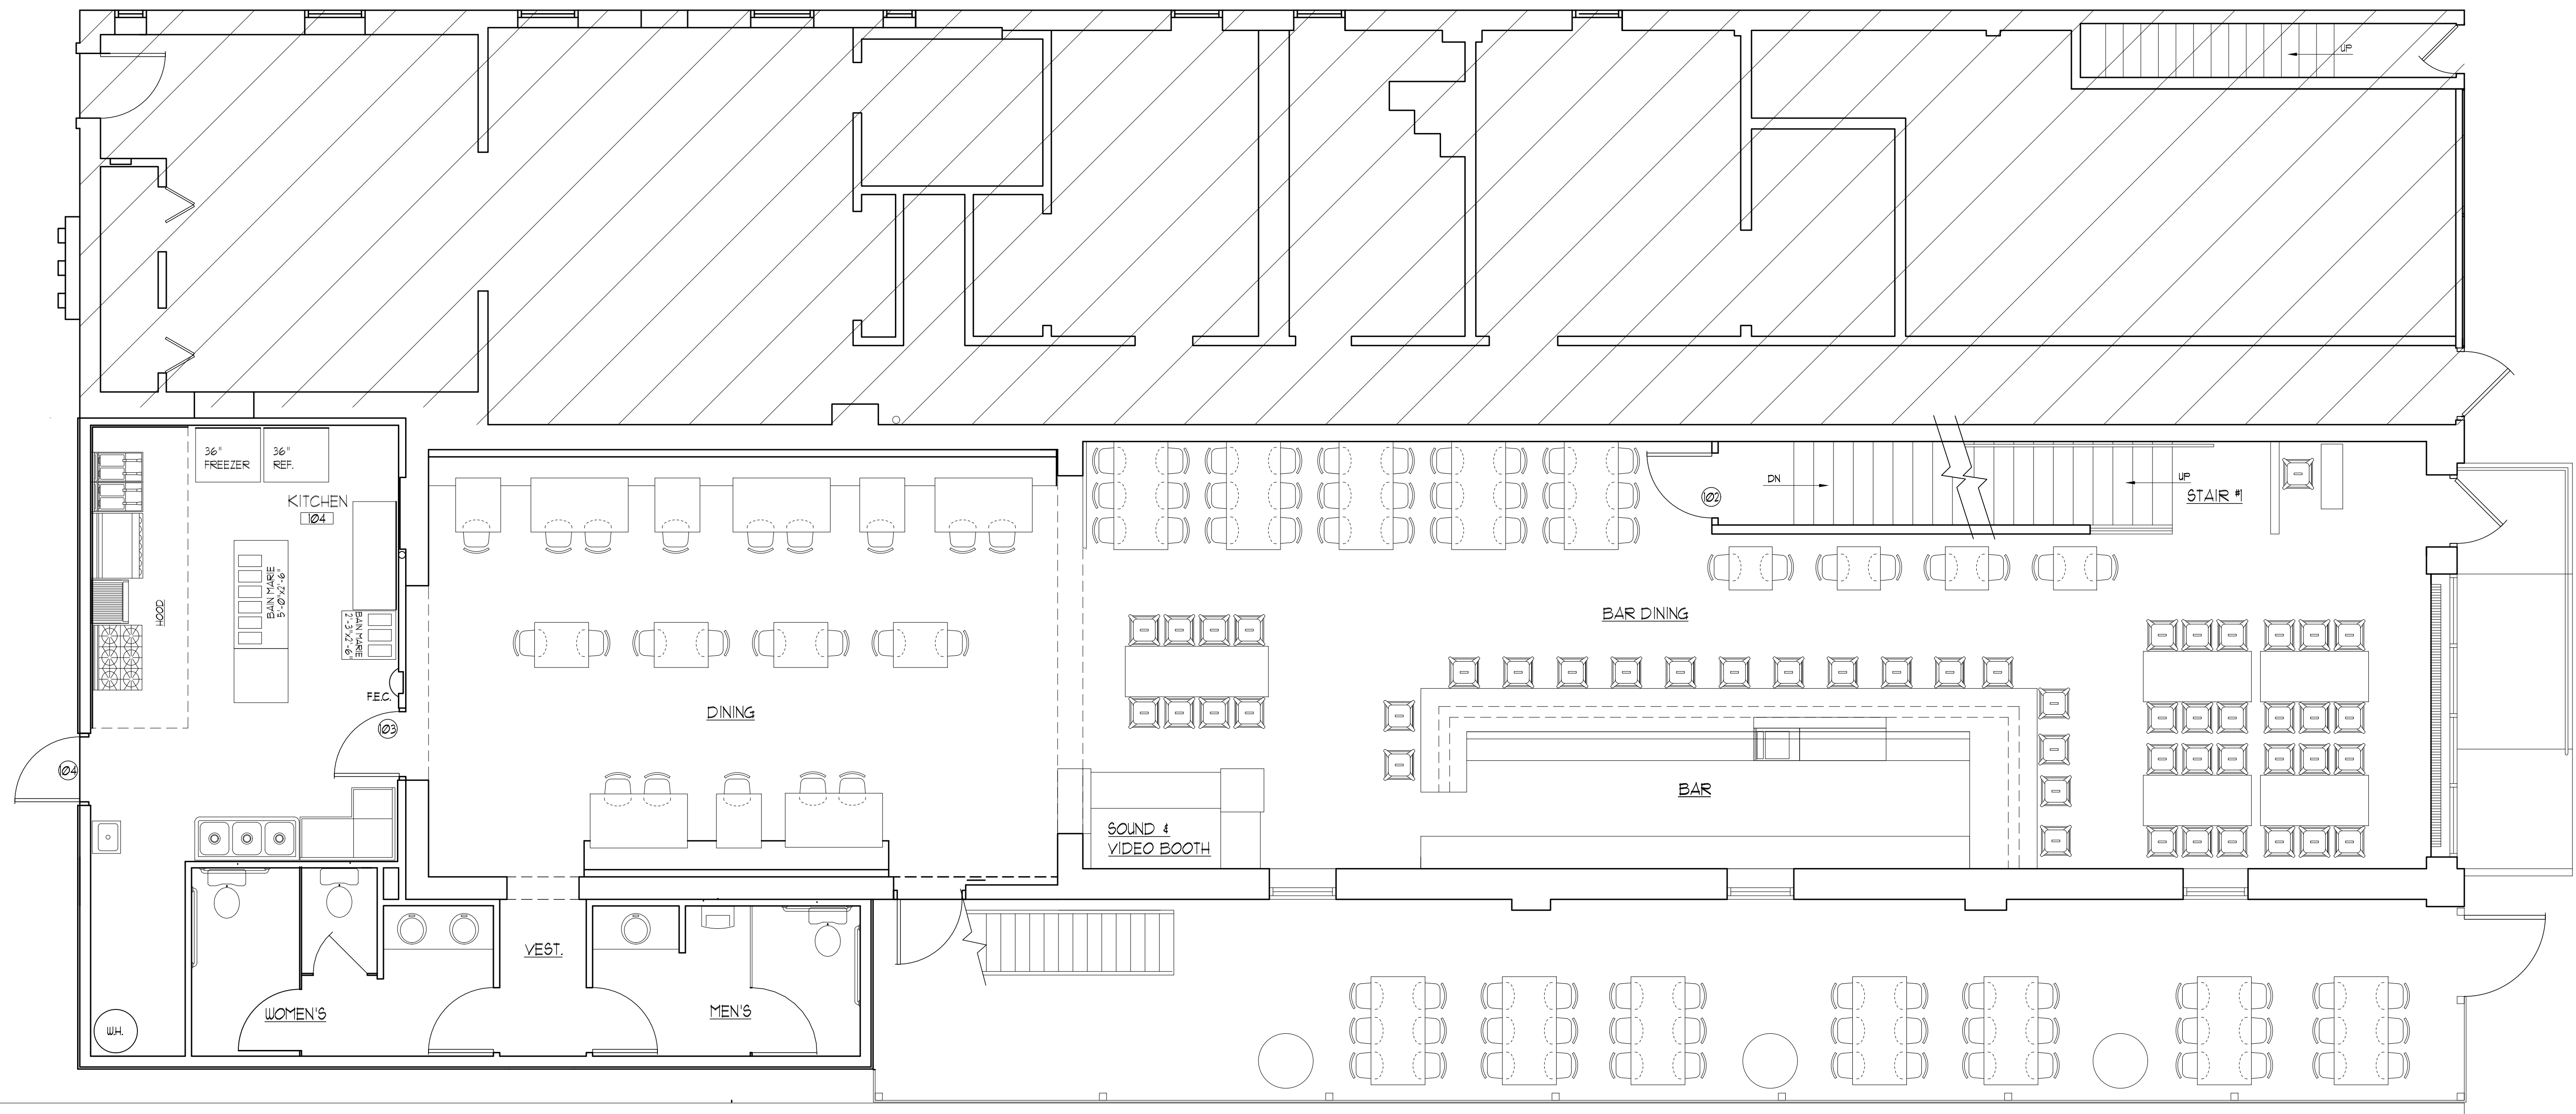 UP
36"
FREEZER
36"
REF.
KITCHEN
104
DN
102
UP
STAIR #1
HOOD
BAIN MARIE
5'-0"x2'-6"
BAIN MARIE
2'-3"x2'-6"
BAR DINING
F.E.C.
103
DINING
104
BAR
SOUND &
VIDEO BOOTH
VEST.
WOMEN'S
MEN'S
W.H.